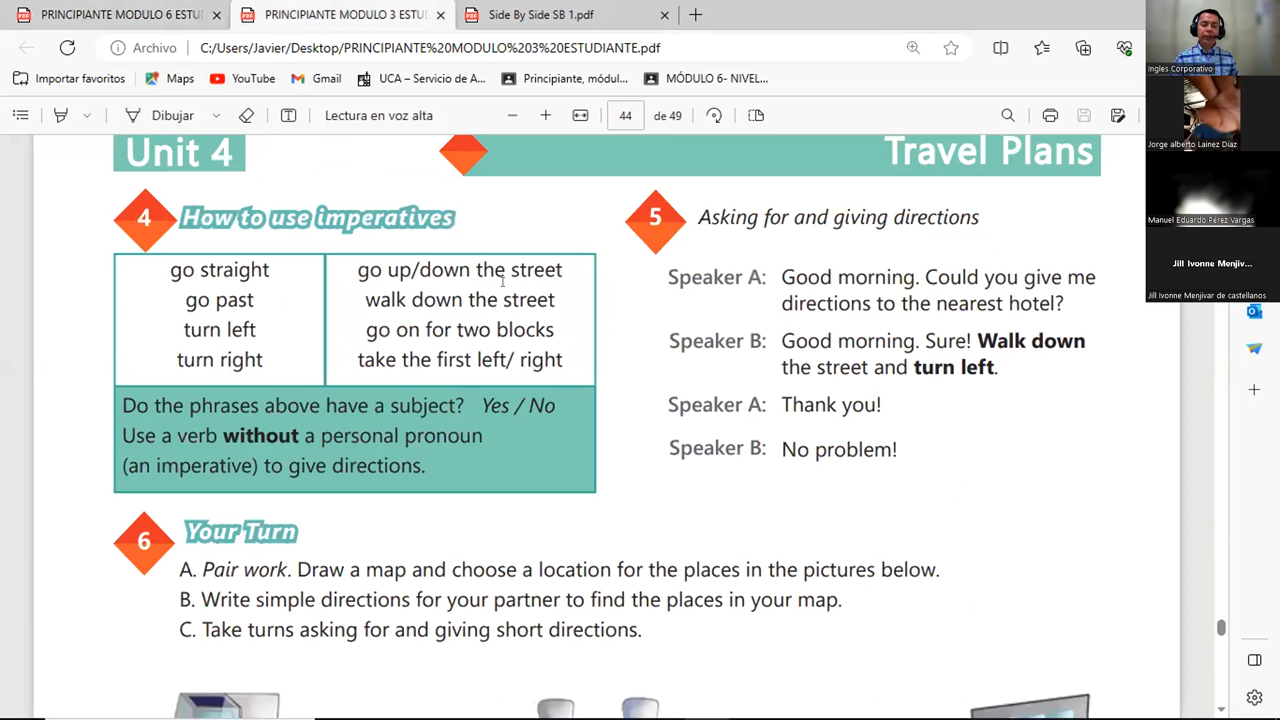 PRINCIPIANTE MODULO 6 ESTUDI
PRINCIPIANTE MODULO 3 ESTUDI
Side By Side SB 1.pdf
Archivo
C:/Users/Javier/Desktop/PRINCIPIANTE%20MODULO%203%20ESTUDIANTE.pdf
Importar favoritos
Maps
YouTube
Gmail
UCA – Servicio de A...
Principiante, módul...
MÓDULO 6- NIVEL...
Dibujar
Lectura en voz alta
44
de 49
Unit 4
Travel Plans
4
How to use imperatives
go straight
go past
turn left
turn right
go up/down the street
walk down the street
go on for two blocks
take the first left/ right
Do the phrases above have a subject? Yes / No
Use a verb without a personal pronoun
(an imperative) to give directions.
5
Asking for and giving directions
Speaker A: Good morning. Could you give me
directions to the nearest hotel?
Speaker B: Good morning. Sure! Walk down
the street and turn left.
Speaker A: Thank you!
Speaker B: No problem!
6
Your Turn
A. Pair work. Draw a map and choose a location for the places in the pictures below.
B. Write simple directions for your partner to find the places in your map.
C. Take turns asking for and giving short directions.
Ingles Corporativo
Jorge alberto Lainez Díaz
Manuel Eduardo Pérez Vargas
Jill Ivonne Menjiv...
Jill Ivonne Menjivar de castellanos